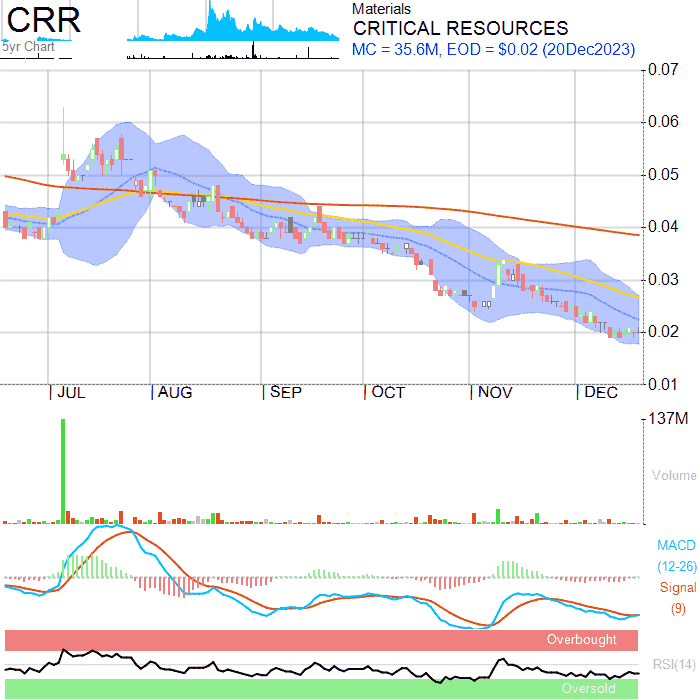 CRR
5yr Chart
Materials
CRITICAL RESOURCES
MC = 35.6M, EOD = $0.02 (20Dec2023)
0.07
0.06
0.05
0.04
0.03
0.02
0.01
JUL AUG SEP OCT NOV DEC
137M
Volume
MACD
(12-26)
Signal
(9)
Overbought
RSI(14)
Oversold